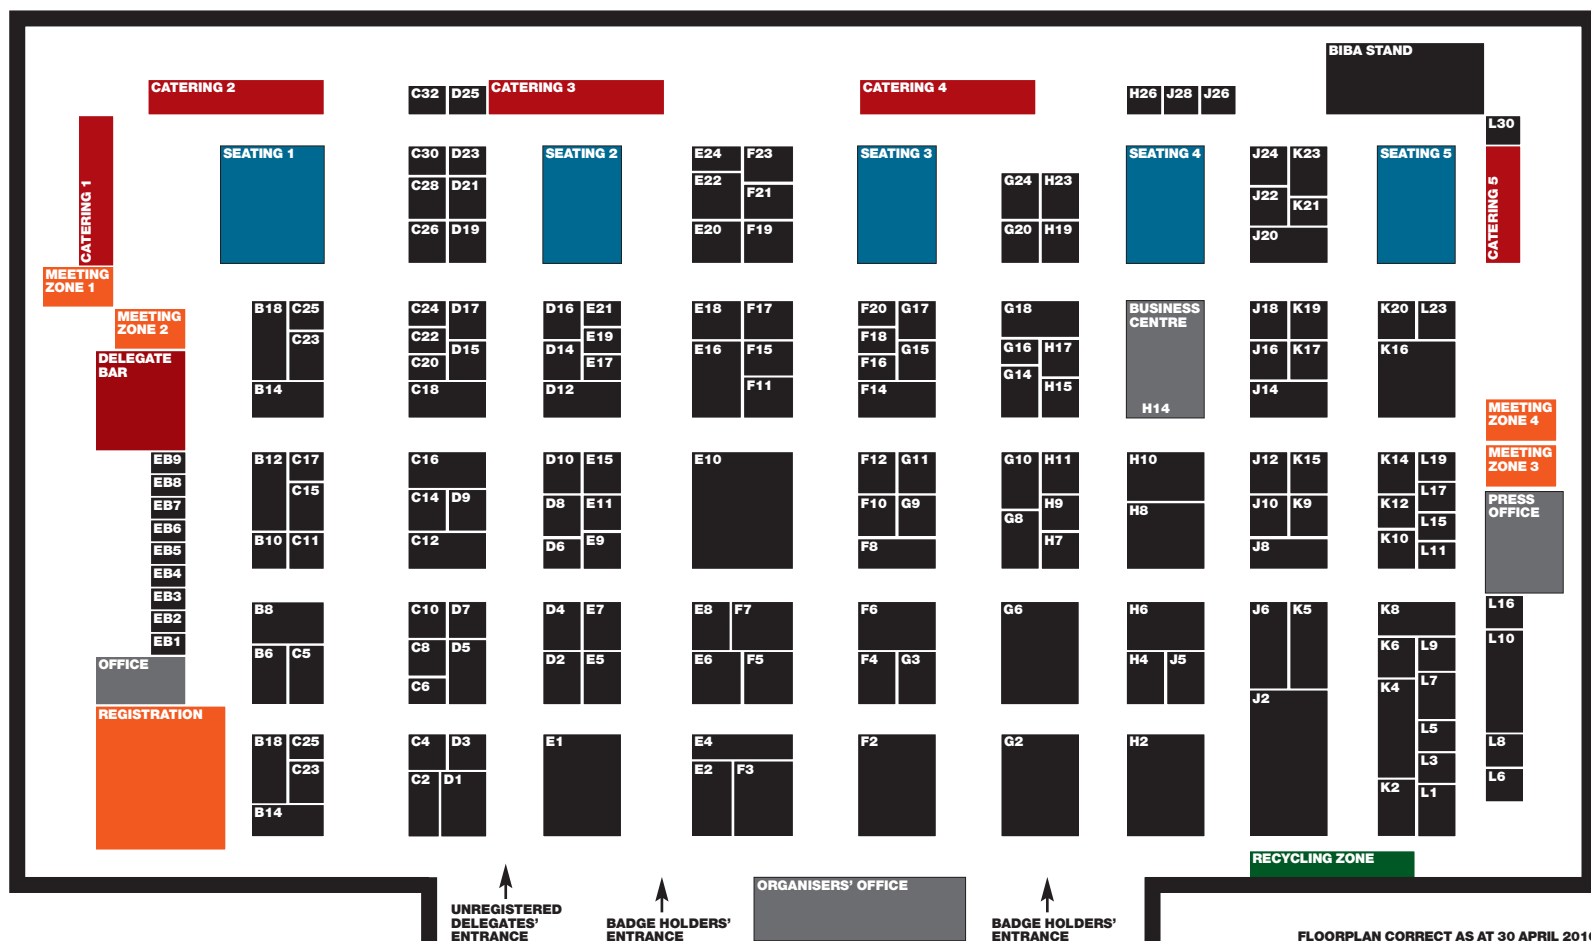 BIBA STAND
CATERING 2
C32
D25
CATERING 3
CATERING 4
H26
J28
J26
L30
CATERING 1
SEATING 1
C30
D23
SEATING 2
E24
F23
SEATING 3
SEATING 4
J24
K23
SEATING 5
CATERING 5
C28
D21
E22
F21
G24
H23
J22
K21
C26
D19
E20
F19
G20
H19
J20
MEETING
ZONE 1
MEETING
ZONE 2
B18
C25
C24
D17
D16
E21
E18
F17
F20
G17
G18
BUSINESS
CENTRE
J18
K19
K20
L23
C23
C22
D15
D14
E19
E16
F15
F18
G15
G16
H17
J16
K17
K16
DELEGATE
BAR
C20
E17
F16
G14
B14
C18
D12
F11
F14
H15
H14
J14
MEETING
ZONE 4
EB9
B12
C17
C16
D10
E15
E10
F12
G11
G10
H11
H10
J12
K15
K14
L19
MEETING
ZONE 3
EB8
C15
C14
D9
D8
E11
F10
G9
G8
H9
H8
J10
K9
K12
L17
PRESS
OFFICE
EB7
EB6
B10
C11
C12
D6
E9
F8
H7
J8
K10
L15
L11
EB5
EB4
EB3
B8
C10
D7
D4
E7
E8
F7
F6
G6
H6
J6
K5
K8
L16
EB2
EB1
B6
C5
C8
D5
D2
E5
E6
F5
F4
G3
H4
J5
K6
L9
L10
OFFICE
C6
K4
L7
REGISTRATION
J2
L5
B18
C25
C4
D3
E1
E4
F2
G2
H2
L8
C23
C2
D1
E2
F3
L3
L6
B14
K2
L1
RECYCLING ZONE
ORGANISERS' OFFICE
UNREGISTERED
DELEGATES'
ENTRANCE
BADGE HOLDERS'
ENTRANCE
BADGE HOLDERS'
ENTRANCE
FLOORPLAN CORRECT AS AT 30 APRIL 2010